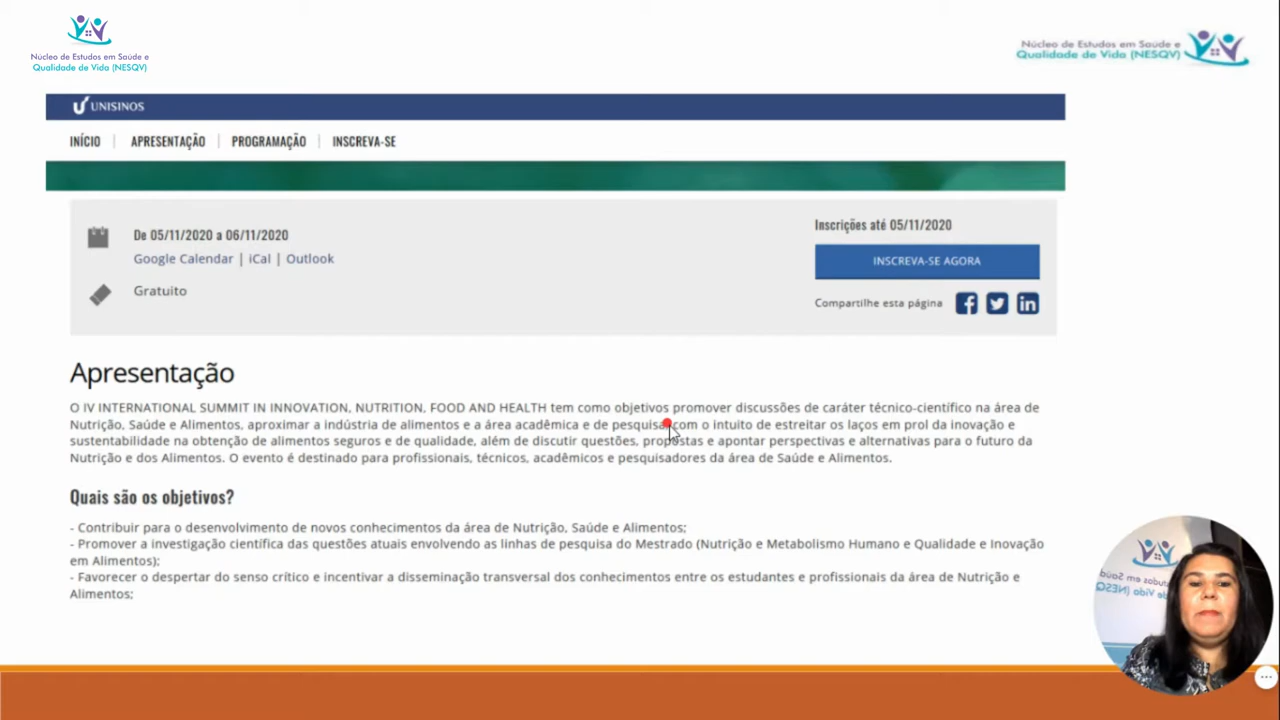 Núcleo de Estudos em Saúde e
Qualidade de Vida (NESQV)
Núcleo de Estudos em Saúde e
Qualidade de Vida (NESQV)
UNISINOS
INÍCIO | APRESENTAÇÃO | PROGRAMAÇÃO | INSCREVA-SE
De 05/11/2020 a 06/11/2020
Google Calendar | iCal | Outlook
Gratuito
Inscrições até 05/11/2020
INSCREVA-SE AGORA
Compartilhe esta página
Apresentação
O IV INTERNATIONAL SUMMIT IN INNOVATION, NUTRITION, FOOD AND HEALTH tem como objetivos promover discussões de caráter técnico-científico na área de
Nutrição, Saúde e Alimentos, aproximar a indústria de alimentos e a área acadêmica e de pesquisa com o intuito de estreitar os laços em prol da inovação e
sustentabilidade na obtenção de alimentos seguros e de qualidade, além de discutir questões, propostas e apontar perspectivas e alternativas para o futuro da
Nutrição e dos Alimentos. O evento é destinado para profissionais, técnicos, acadêmicos e pesquisadores da área de Saúde e Alimentos.
Quais são os objetivos?
- Contribuir para o desenvolvimento de novos conhecimentos da área de Nutrição, Saúde e Alimentos;
- Promover a investigação científica das questões atuais envolvendo as linhas de pesquisa do Mestrado (Nutrição e Metabolismo Humano e Qualidade e Inovação
em Alimentos);
- Favorecer o despertar do senso crítico e incentivar a disseminação transversal dos conhecimentos entre os estudantes e profissionais da área de Nutrição e
Alimentos;